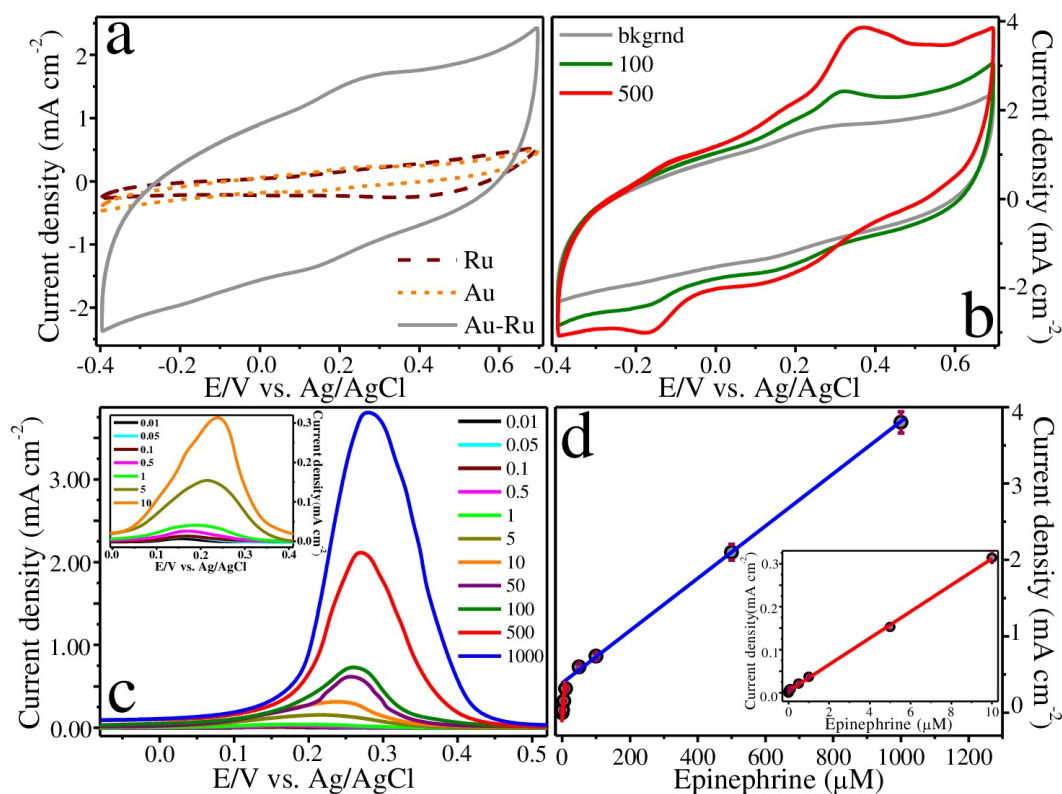 a
Current density (mA cm-2)
2
1
0
-1
-2
Ru
Au
Au-Ru
-0.4 -0.2 0.0 0.2 0.4 0.6
E/V vs. Ag/AgCl
b
bkgrnd
100
500
4
2
0
-2
Current density (mA cm-2)
-0.4 -0.2 0.0 0.2 0.4 0.6
E/V vs. Ag/AgCl
c
Current density (mA cm-2)
3.00
2.00
1.00
0.00
0.0 0.1 0.2 0.3 0.4 0.5
E/V vs. Ag/AgCl
0.01
0.05
0.1
0.5
1
5
10
50
100
500
1000
0.01
0.05
0.1
0.5
1
5
10
0.3
0.2
0.1
0.0
Current density (mA cm-2)
0.0 0.1 0.2 0.3 0.4
E/V vs. Ag/AgCl
d
4
3
2
1
0
Current density (mA cm-2)
0 200 400 600 800 1000 1200
Epinephrine (μM)
Current density(mA cm-2)
0.3
0.1
0.0
0 2 4 6 8 10
Epinephrine (μM)